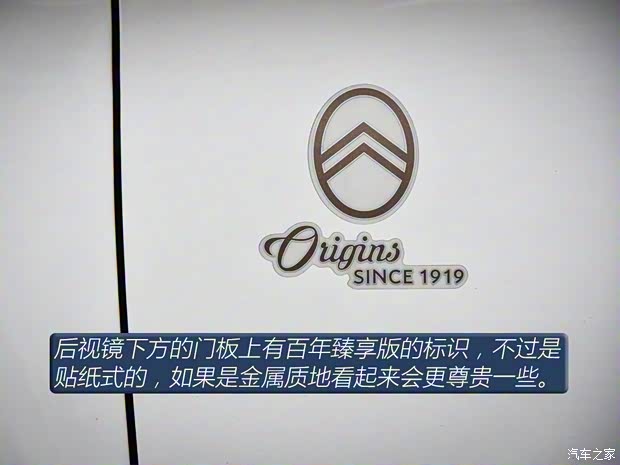 Origins
SINCE 1919
后视镜下方的门板上有百年臻享版的标识，不过是
贴纸式的，如果是金属质地看起来会更尊贵一些。
汽车之家